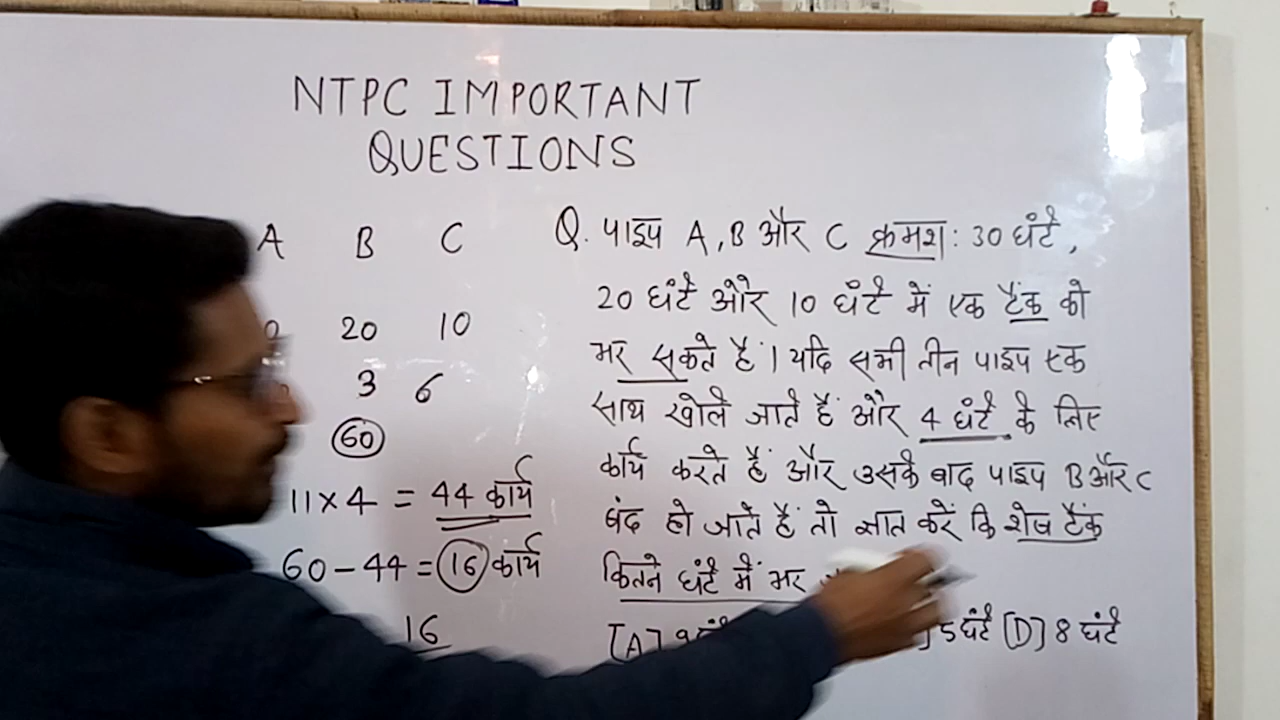 NTPC IMPORTANT
QUESTIONS
A B C
20 10
3 6
60
11 × 4 = 44 कार्य
60 - 44 = 16 कार्य
16
Q. पाइप A, B और C क्रमश: 30 घंटे,
20 घंटे और 10 घंटे में एक टैंक को
भर सकते हैं। यदि सभी तीन पाइप एक
साथ खोले जाते हैं और 4 घंटे के लिए
कार्य करते हैं और उसके बाद पाइप B और C
बंद हो जाते हैं तो ज्ञात करें कि शेष टैंक
कितने घंटे में भर
[A] ] 5 घंटे [D] 8 घंटे